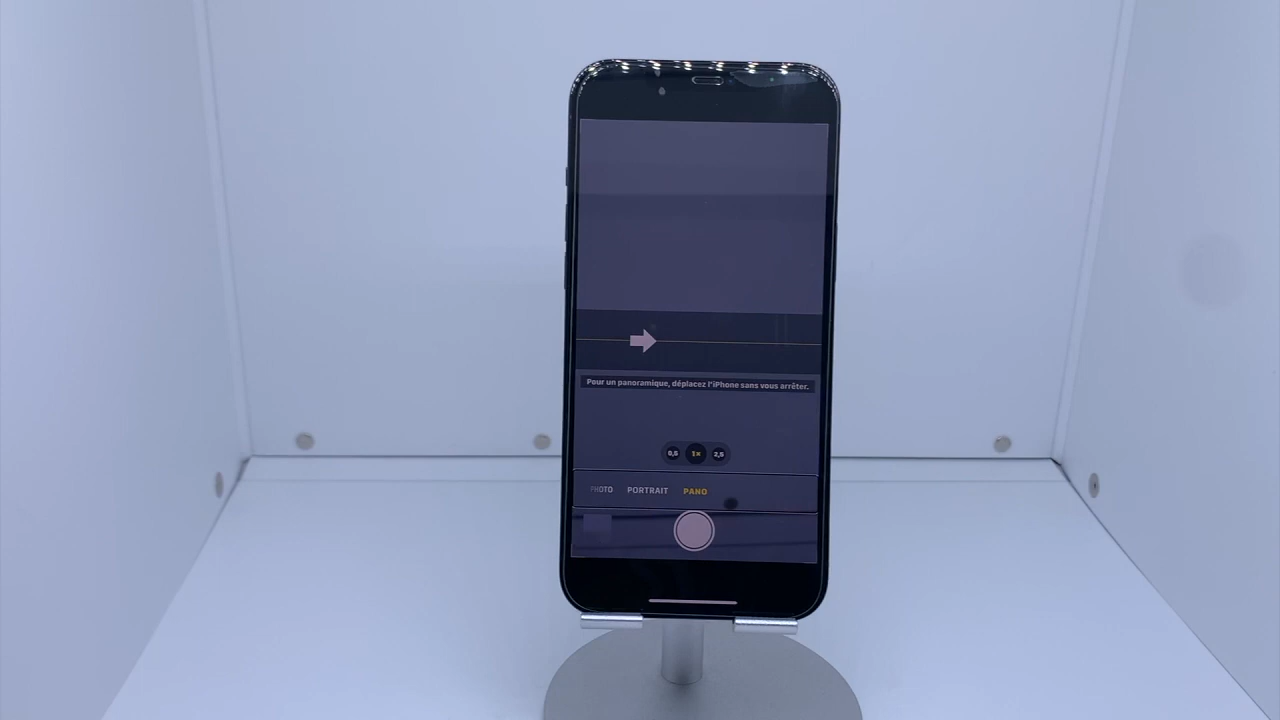 Pour un panoramique, déplacez l'iPhone sans vous arrêter.
0,5 1× 2,5
PHOTO PORTRAIT PANO